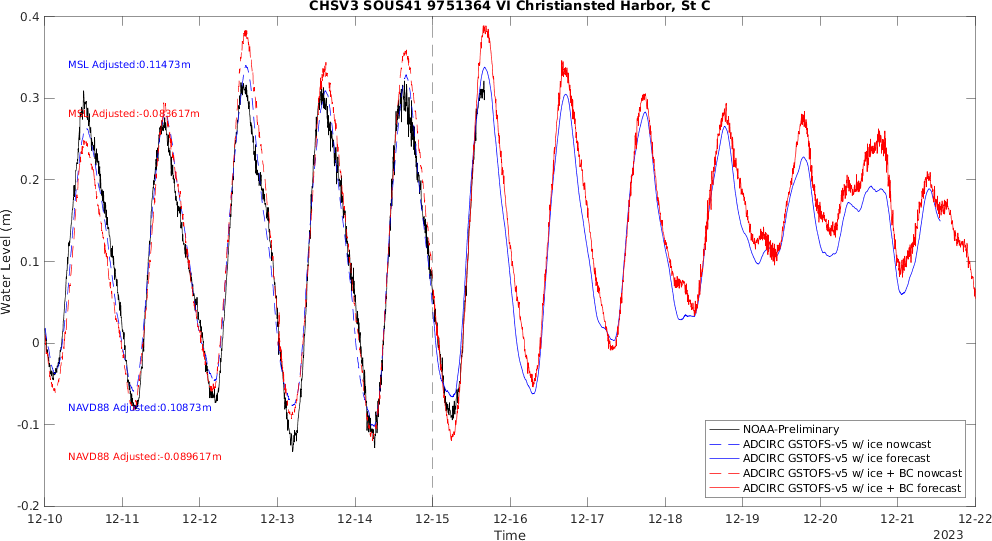 CHSV3 SOUS41 9751364 VI Christiansted Harbor, St C
0.4
0.3
0.2
0.1
0
-0.1
-0.2
Water Level (m)
MSL Adjusted:0.11473m
MSL Adjusted:-0.083617m
NAVD88 Adjusted:0.10873m
NAVD88 Adjusted:-0.089617m
NOAA-Preliminary
ADCIRC GSTOFS-v5 w/ ice nowcast
ADCIRC GSTOFS-v5 w/ ice forecast
ADCIRC GSTOFS-v5 w/ ice + BC nowcast
ADCIRC GSTOFS-v5 w/ ice + BC forecast
12-10 12-11 12-12 12-13 12-14 12-15 12-16 12-17 12-18 12-19 12-20 12-21 12-22
Time
2023